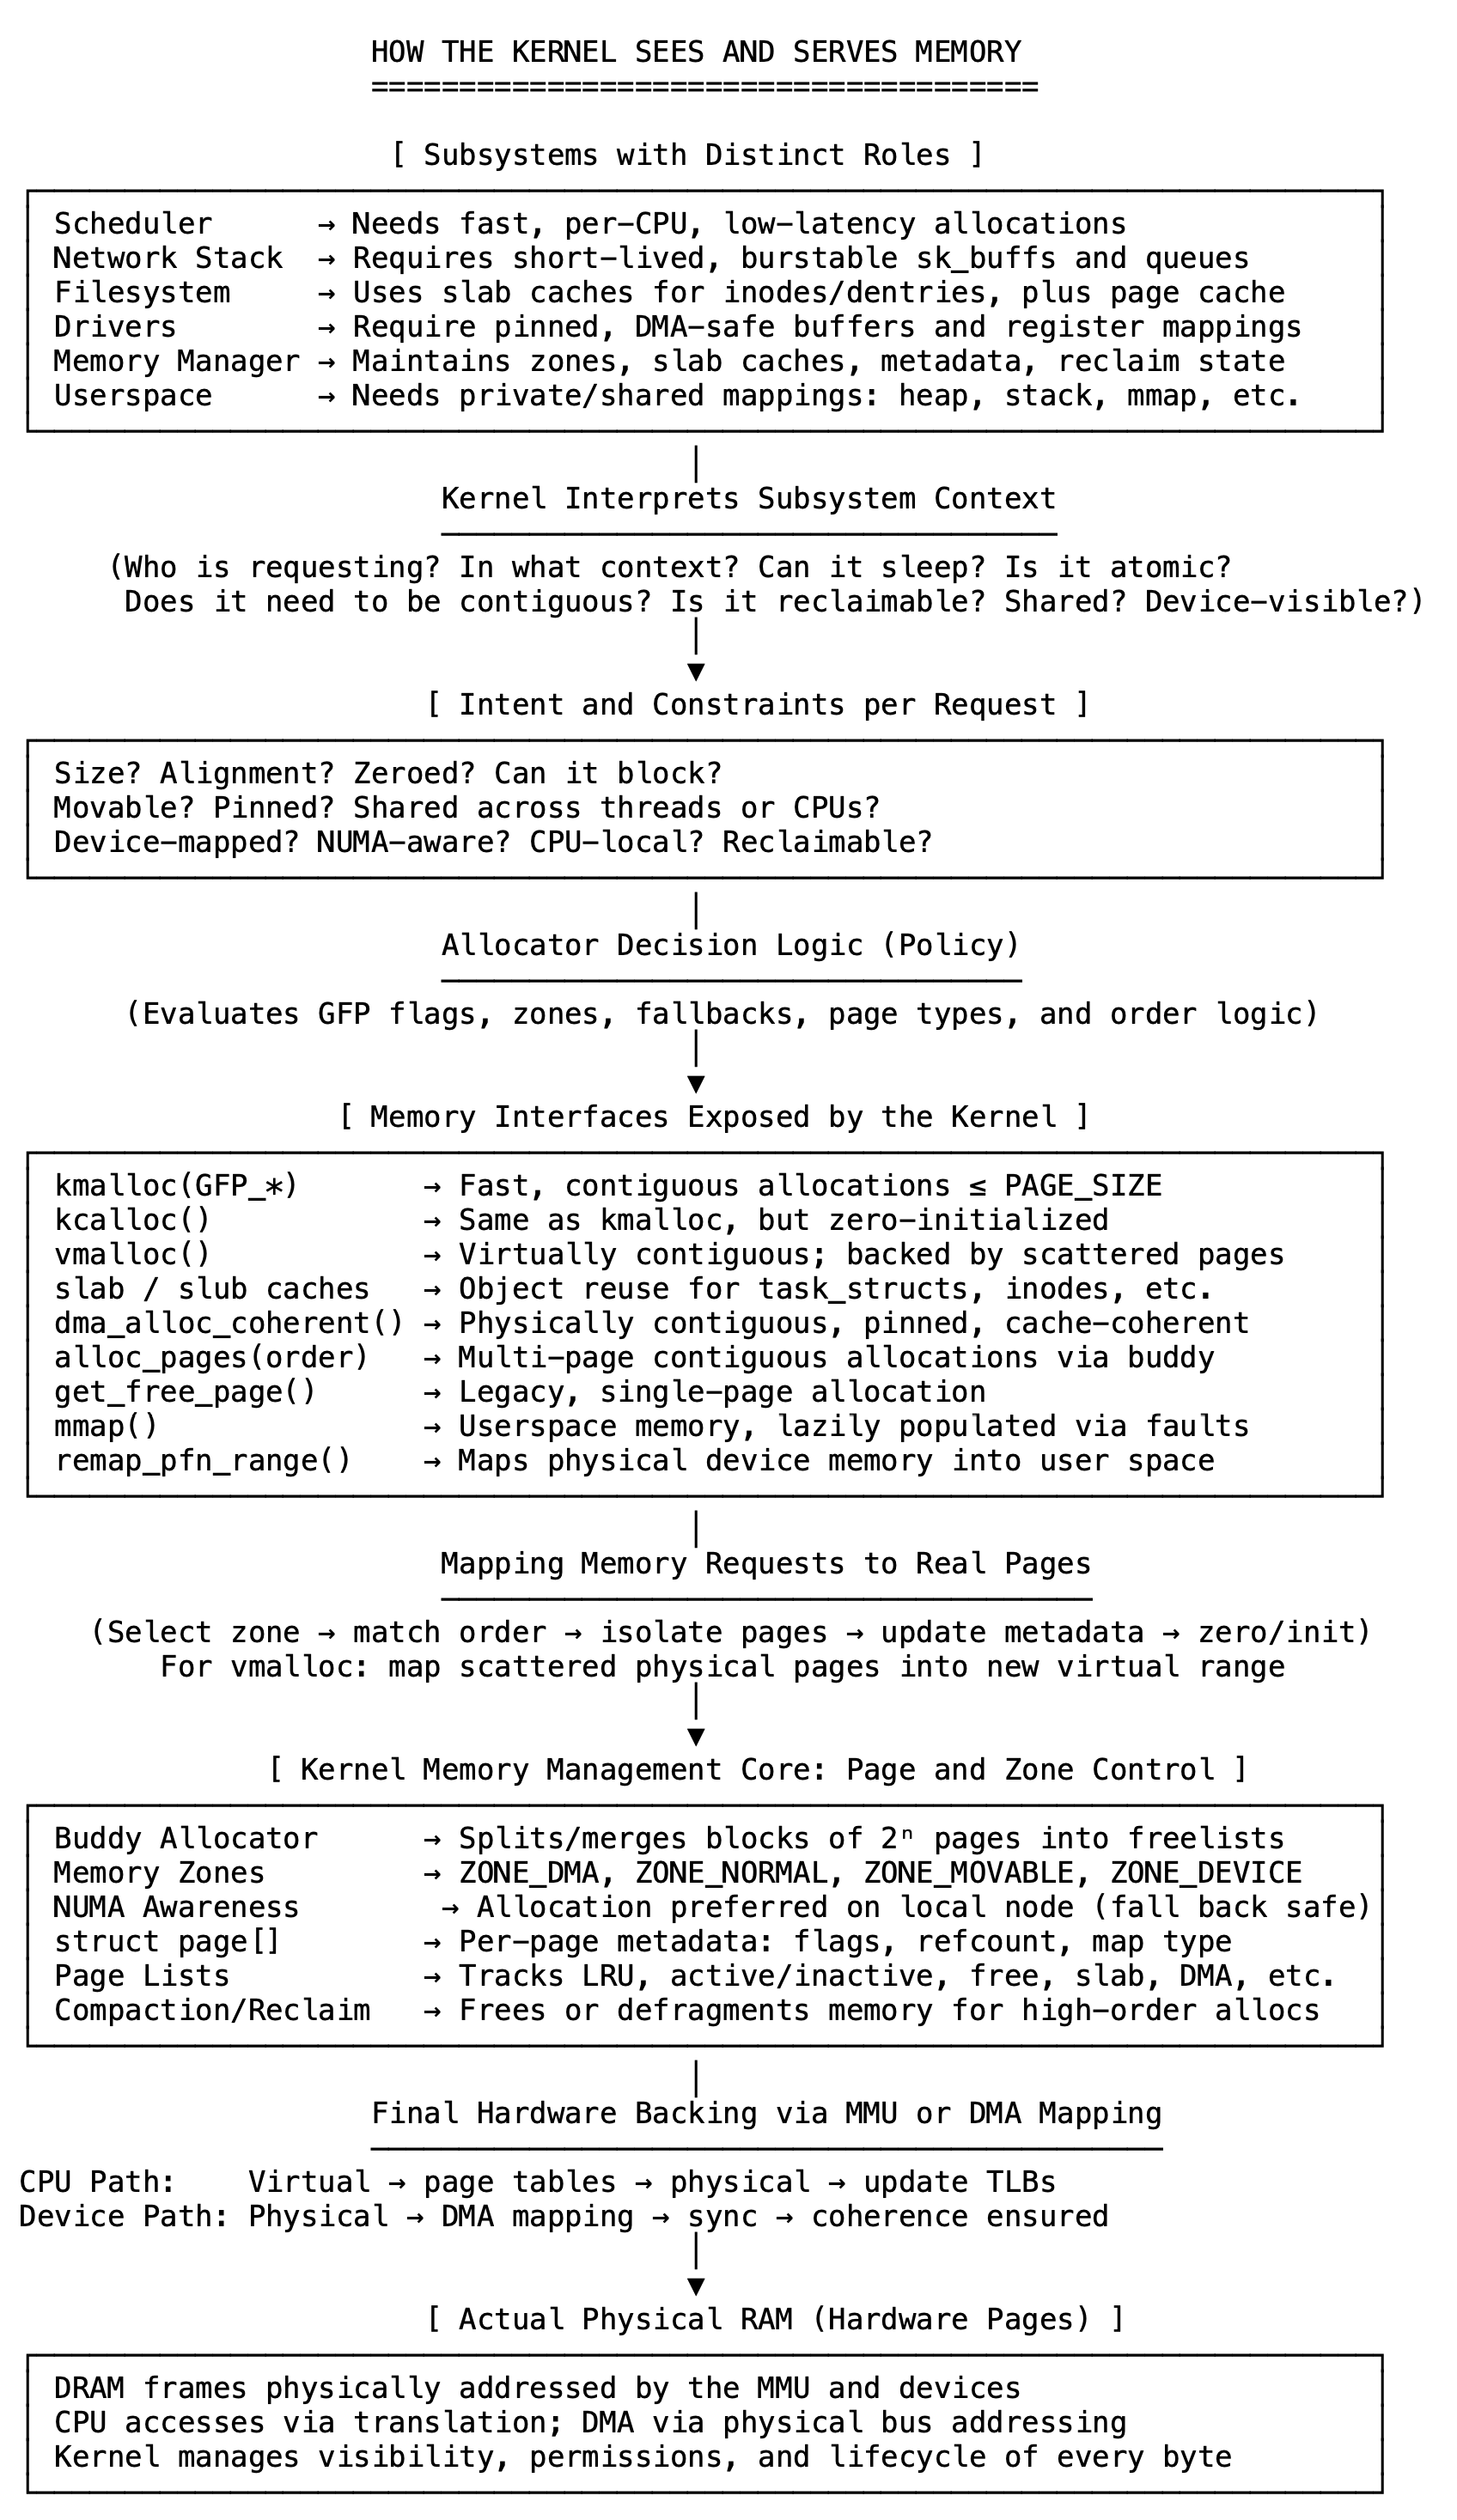 HOW THE KERNEL SEES AND SERVES MEMORY
======================================
[ Subsystems with Distinct Roles ]
Scheduler → Needs fast, per-CPU, low-latency allocations
Network Stack → Requires short-lived, burstable sk_buffs and queues
Filesystem → Uses slab caches for inodes/dentries, plus page cache
Drivers → Require pinned, DMA-safe buffers and register mappings
Memory Manager → Maintains zones, slab caches, metadata, reclaim state
Userspace → Needs private/shared mappings: heap, stack, mmap, etc.
Kernel Interprets Subsystem Context
(Who is requesting? In what context? Can it sleep? Is it atomic?
Does it need to be contiguous? Is it reclaimable? Shared? Device-visible?)
[ Intent and Constraints per Request ]
Size? Alignment? Zeroed? Can it block?
Movable? Pinned? Shared across threads or CPUs?
Device-mapped? NUMA-aware? CPU-local? Reclaimable?
Allocator Decision Logic (Policy)
(Evaluates GFP flags, zones, fallbacks, page types, and order logic)
[ Memory Interfaces Exposed by the Kernel ]
kmalloc(GFP_*) → Fast, contiguous allocations ≤ PAGE_SIZE
kcalloc() → Same as kmalloc, but zero-initialized
vmalloc() → Virtually contiguous; backed by scattered pages
slab / slub caches → Object reuse for task_structs, inodes, etc.
dma_alloc_coherent() → Physically contiguous, pinned, cache-coherent
alloc_pages(order) → Multi-page contiguous allocations via buddy
get_free_page() → Legacy, single-page allocation
mmap() → Userspace memory, lazily populated via faults
remap_pfn_range() → Maps physical device memory into user space
Mapping Memory Requests to Real Pages
(Select zone → match order → isolate pages → update metadata → zero/init)
For vmalloc: map scattered physical pages into new virtual range
[ Kernel Memory Management Core: Page and Zone Control ]
Buddy Allocator → Splits/merges blocks of 2ⁿ pages into freelists
Memory Zones → ZONE_DMA, ZONE_NORMAL, ZONE_MOVABLE, ZONE_DEVICE
NUMA Awareness → Allocation preferred on local node (fall back safe)
struct page[] → Per-page metadata: flags, refcount, map type
Page Lists → Tracks LRU, active/inactive, free, slab, DMA, etc.
Compaction/Reclaim → Frees or defragments memory for high-order allocs
Final Hardware Backing via MMU or DMA Mapping
CPU Path: Virtual → page tables → physical → update TLBs
Device Path: Physical → DMA mapping → sync → coherence ensured
[ Actual Physical RAM (Hardware Pages) ]
DRAM frames physically addressed by the MMU and devices
CPU accesses via translation; DMA via physical bus addressing
Kernel manages visibility, permissions, and lifecycle of every byte